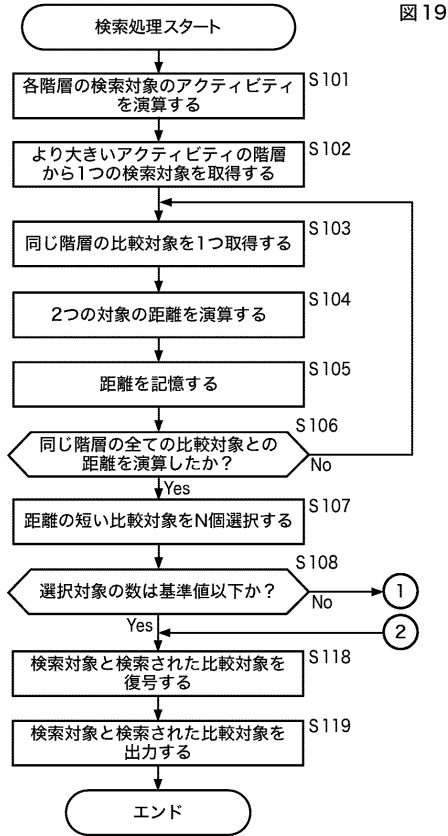 図19
検索処理スタート
各階層の検索対象のアクティビティ
を演算する
S101
より大きいアクティビティの階層
から1つの検索対象を取得する
S102
同じ階層の比較対象を1つ取得する
S103
2つの対象の距離を演算する
S104
距離を記憶する
S105
同じ階層の全ての比較対象との
距離を演算したか？
S106
No
Yes
距離の短い比較対象をN個選択する
S107
選択対象の数は基準値以下か？
S108
No
1
Yes
2
検索対象と検索された比較対象を
復号する
S118
検索対象と検索された比較対象を
出力する
S119
エンド